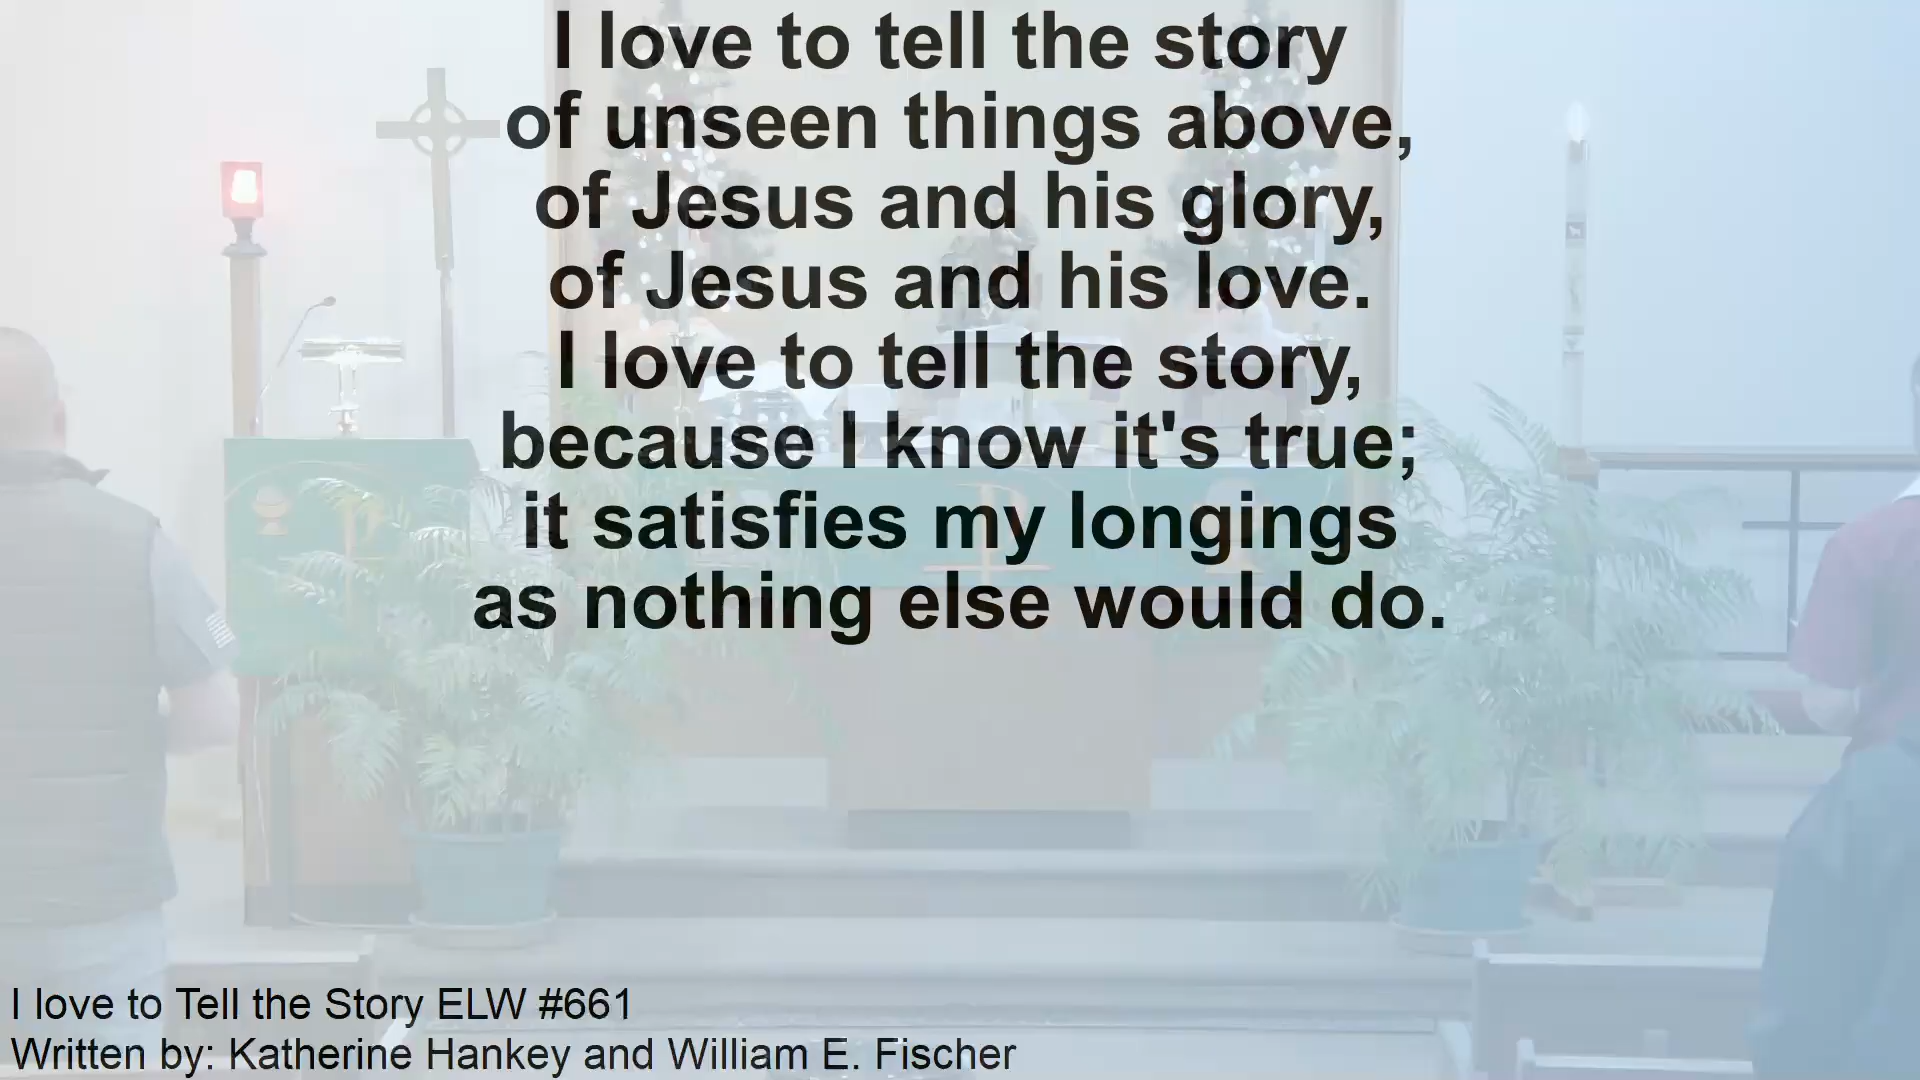 I love to tell the story
of unseen things above,
of Jesus and his glory,
of Jesus and his love.
I love to tell the story,
because I know it's true;
it satisfies my longings
as nothing else would do.
I love to Tell the Story ELW #661
Written by: Katherine Hankey and William E. Fischer